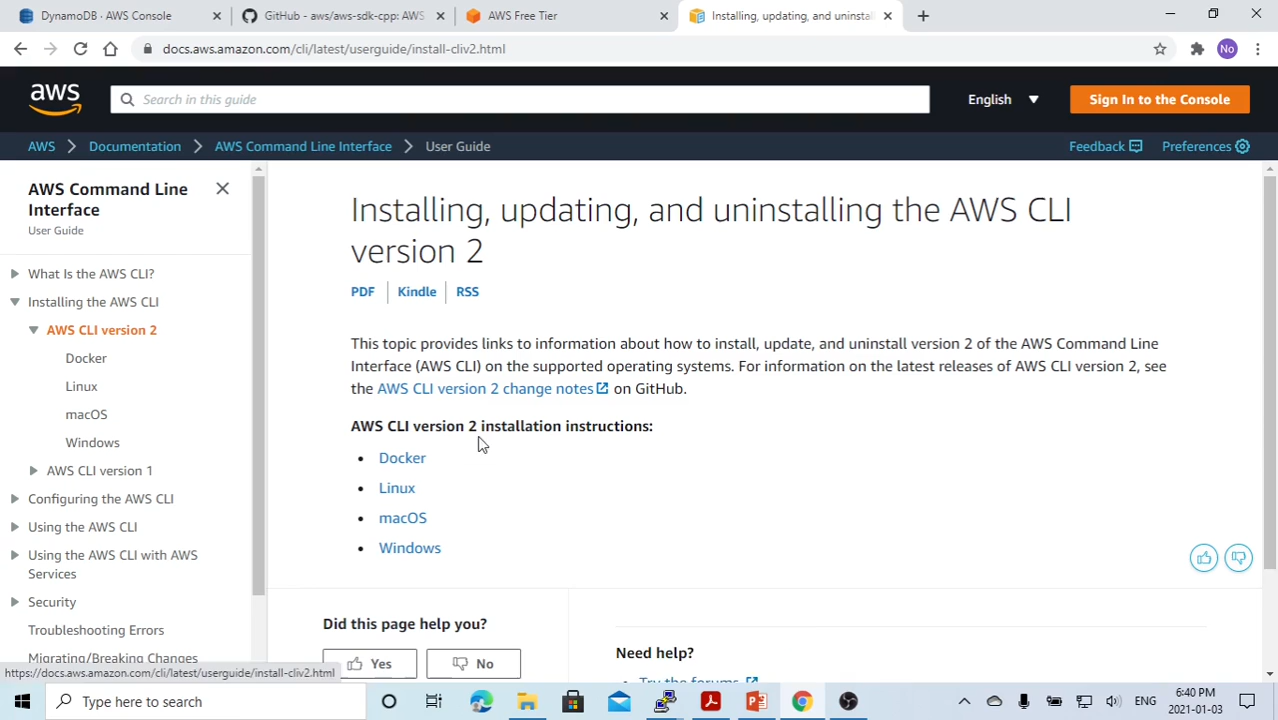 DynamoDB - AWS Console
GitHub - aws/aws-sdk-cpp: AWS
AWS Free Tier
Installing, updating, and uninstal
docs.aws.amazon.com/cli/latest/userguide/install-cliv2.html
No
aws
Search in this guide
English
Sign In to the Console
AWS
Documentation
AWS Command Line Interface
User Guide
Feedback
Preferences
AWS Command Line
Interface
User Guide
What Is the AWS CLI?
Installing the AWS CLI
AWS CLI version 2
Docker
Linux
macOS
Windows
AWS CLI version 1
Configuring the AWS CLI
Using the AWS CLI
Using the AWS CLI with AWS
Services
Security
Troubleshooting Errors
Migrating/Breaking Changes
Installing, updating, and uninstalling the AWS CLI
version 2
PDF
Kindle
RSS
This topic provides links to information about how to install, update, and uninstall version 2 of the AWS Command Line
Interface (AWS CLI) on the supported operating systems. For information on the latest releases of AWS CLI version 2, see
the AWS CLI version 2 change notes on GitHub.
AWS CLI version 2 installation instructions:
• Docker
• Linux
• macOS
• Windows
Did this page help you?
Yes
No
Need help?
• Try the forums
https://docs.aws.amazon.com/cli/latest/userguide/install-cliv2.html
Type here to search
ENG
6:40 PM
2021-01-03